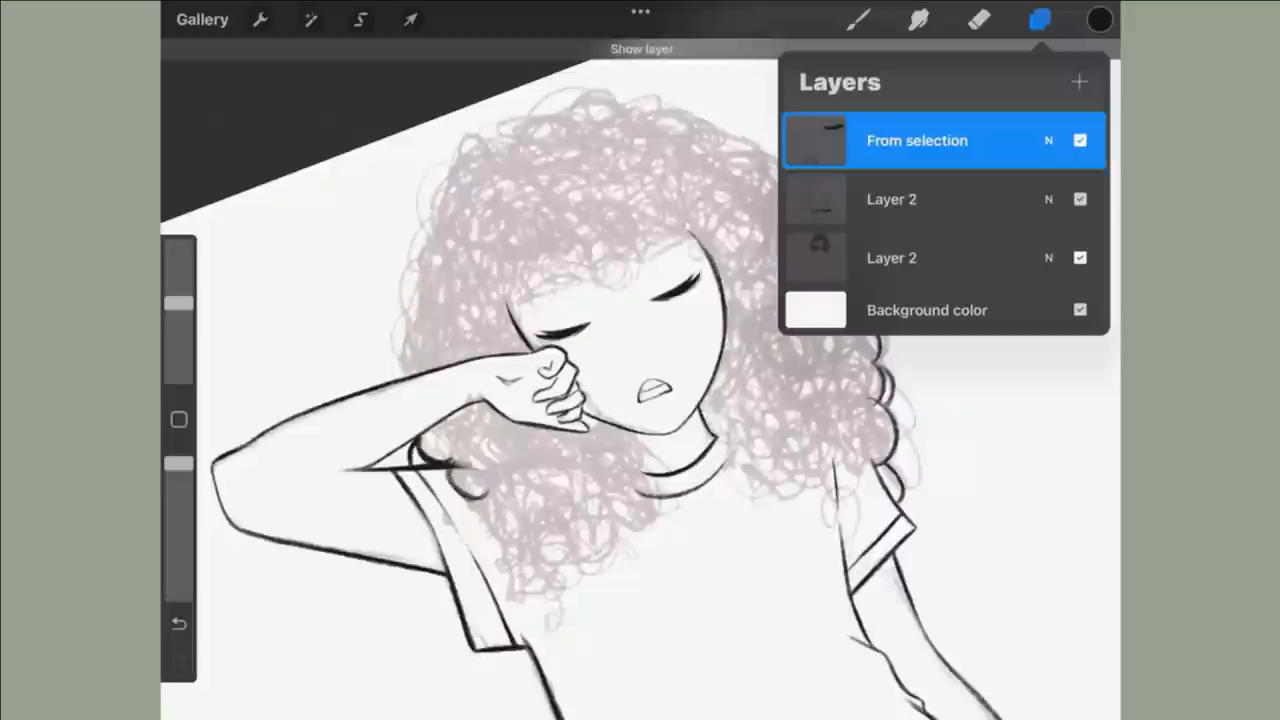 Gallery
Show layer
Layers
From selection N
Layer 2 N
Layer 2 N
Background color